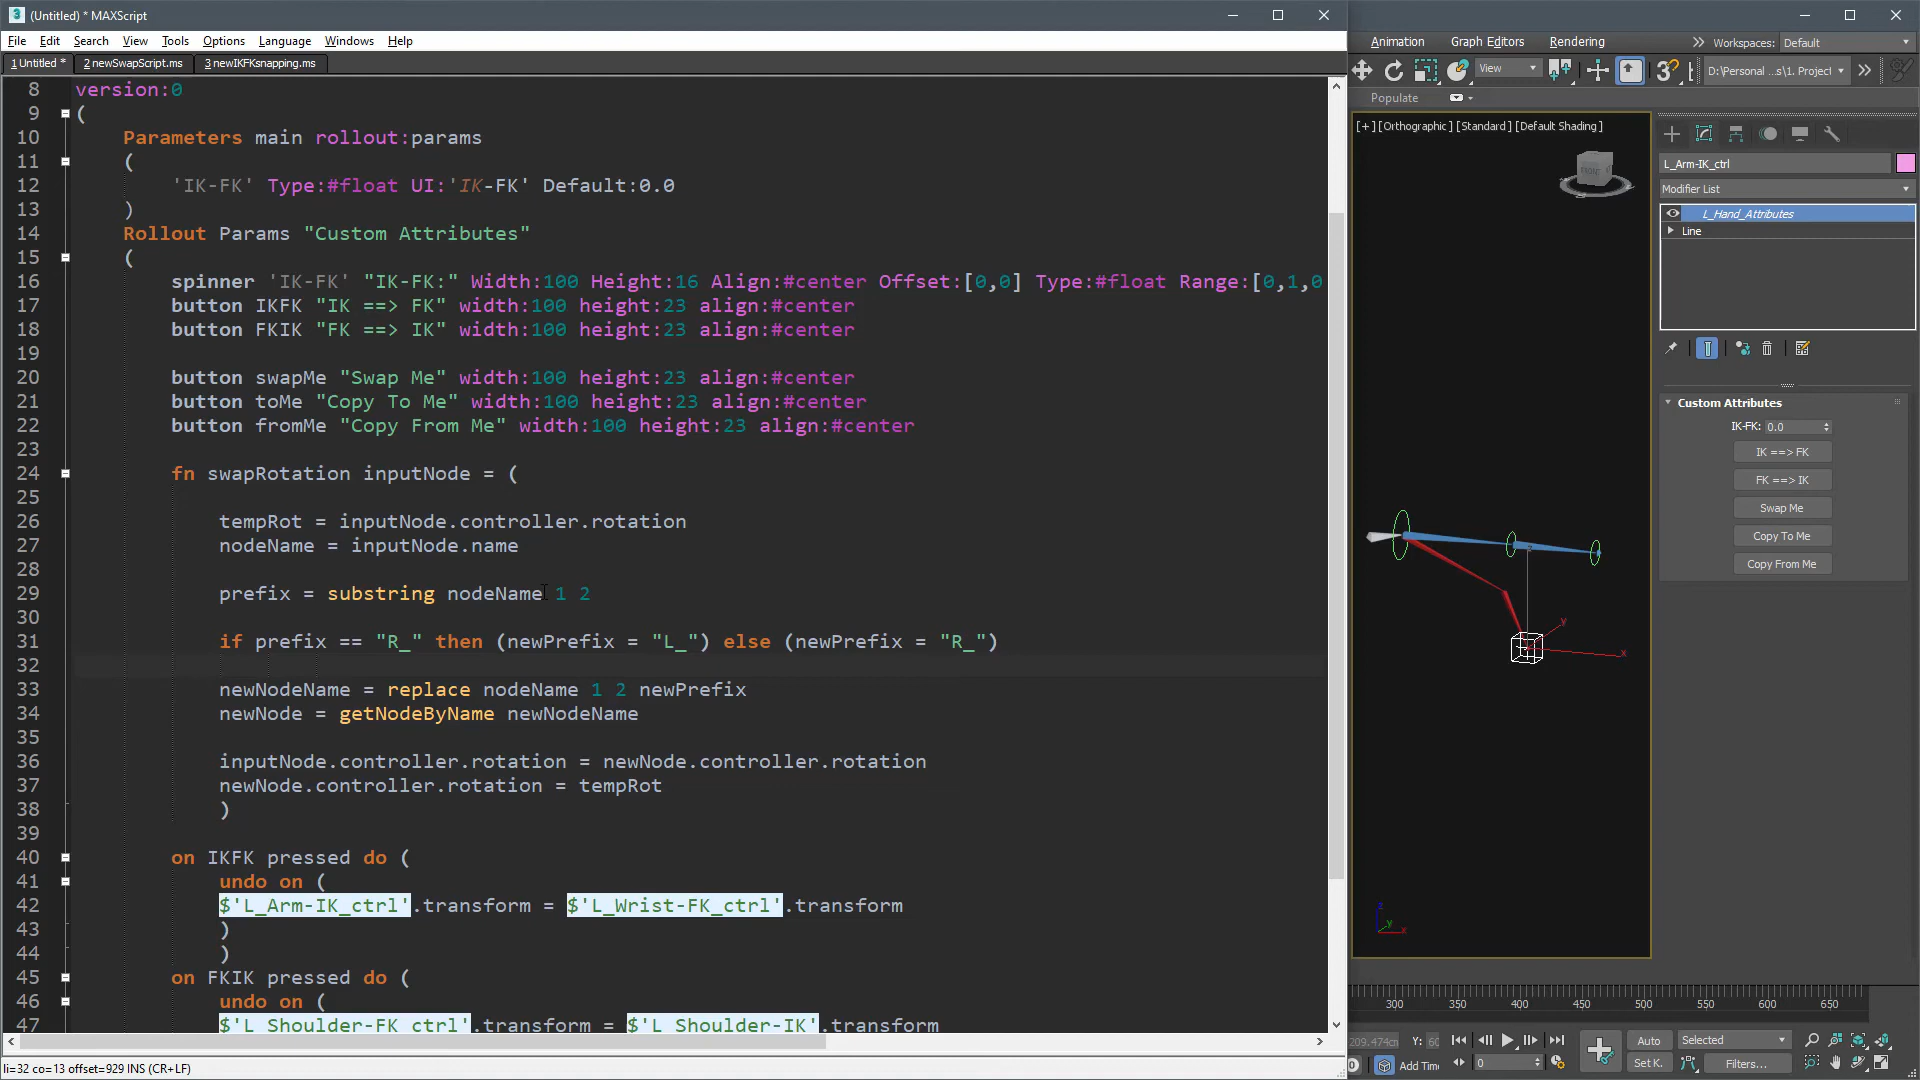 (Untitled) * MAXScript
File Edit Search View Tools Options Language Windows Help
1 Untitled * 2 newSwapScript.ms 3 newIKFKsnapping.ms
8 version:0
9 (
10 Parameters main rollout:params
11 (
12 'IK-FK' Type:#float UI:'IK-FK' Default:0.0
13 )
14 Rollout Params "Custom Attributes"
15 (
16 spinner 'IK-FK' "IK-FK:" Width:100 Height:16 Align:#center Offset:[0,0] Type:#float Range:[0,1,0
17 button IKFK "IK ==> FK" width:100 height:23 align:#center
18 button FKIK "FK ==> IK" width:100 height:23 align:#center
19
20 button swapMe "Swap Me" width:100 height:23 align:#center
21 button toMe "Copy To Me" width:100 height:23 align:#center
22 button fromMe "Copy From Me" width:100 height:23 align:#center
23
24 fn swapRotation inputNode = (
25
26 tempRot = inputNode.controller.rotation
27 nodeName = inputNode.name
28
29 prefix = substring nodeName 1 2
30
31 if prefix == "R_" then (newPrefix = "L_") else (newPrefix = "R_")
32
33 newNodeName = replace nodeName 1 2 newPrefix
34 newNode = getNodeByName newNodeName
35
36 inputNode.controller.rotation = newNode.controller.rotation
37 newNode.controller.rotation = tempRot
38 )
39
40 on IKFK pressed do (
41 undo on (
42 $'L_Arm-IK_ctrl'.transform = $'L_Wrist-FK_ctrl'.transform
43 )
44 )
45 on FKIK pressed do (
46 undo on (
47 $'L_Shoulder-FK_ctrl'.transform = $'L_Shoulder-IK'.transform
li=32 co=13 offset=929 INS (CR+LF)
Animation Graph Editors Rendering Workspaces: Default
View D:\Personal ...s\1. Project
Populate
[+] [Orthographic] [Standard] [Default Shading]
FRONT
y
x
z
y
x
L_Arm-IK_ctrl
Modifier List
L_Hand_Attributes
Line
Custom Attributes
IK-FK: 0.0
IK ==> FK
FK ==> IK
Swap Me
Copy To Me
Copy From Me
300 350 400 450 500 550 600 650
209.474cm Y: 60 Auto Selected
0 Add Time 0 Set K. Filters...